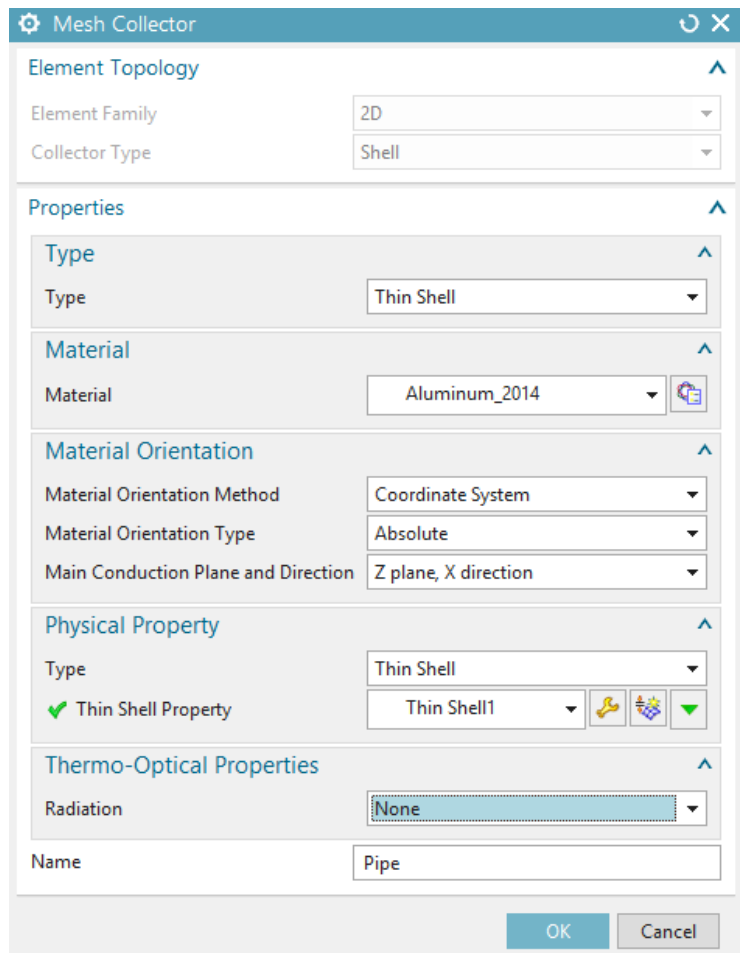 Mesh Collector
Element Topology
Element Family 2D
Collector Type Shell
Properties
Type
Type Thin Shell
Material
Material Aluminum_2014
Material Orientation
Material Orientation Method Coordinate System
Material Orientation Type Absolute
Main Conduction Plane and Direction Z plane, X direction
Physical Property
Type Thin Shell
Thin Shell Property Thin Shell1
Thermo-Optical Properties
Radiation None
Name Pipe
OK Cancel